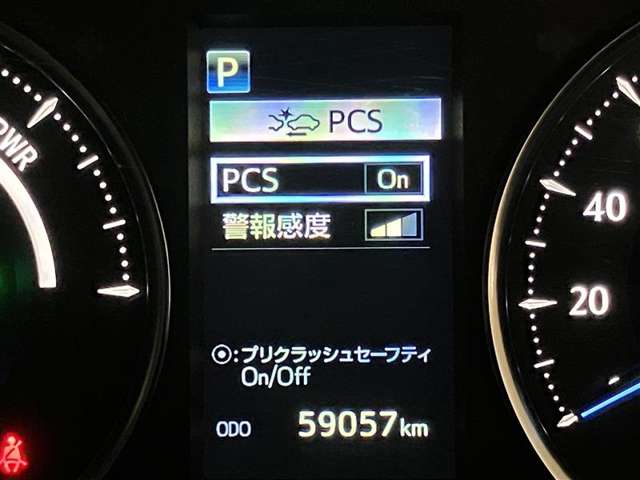 P
PCS
PCS On
警報感度
PWR
40
20
⦿:プリクラッシュセーフティ
On/Off
ODO 59057km